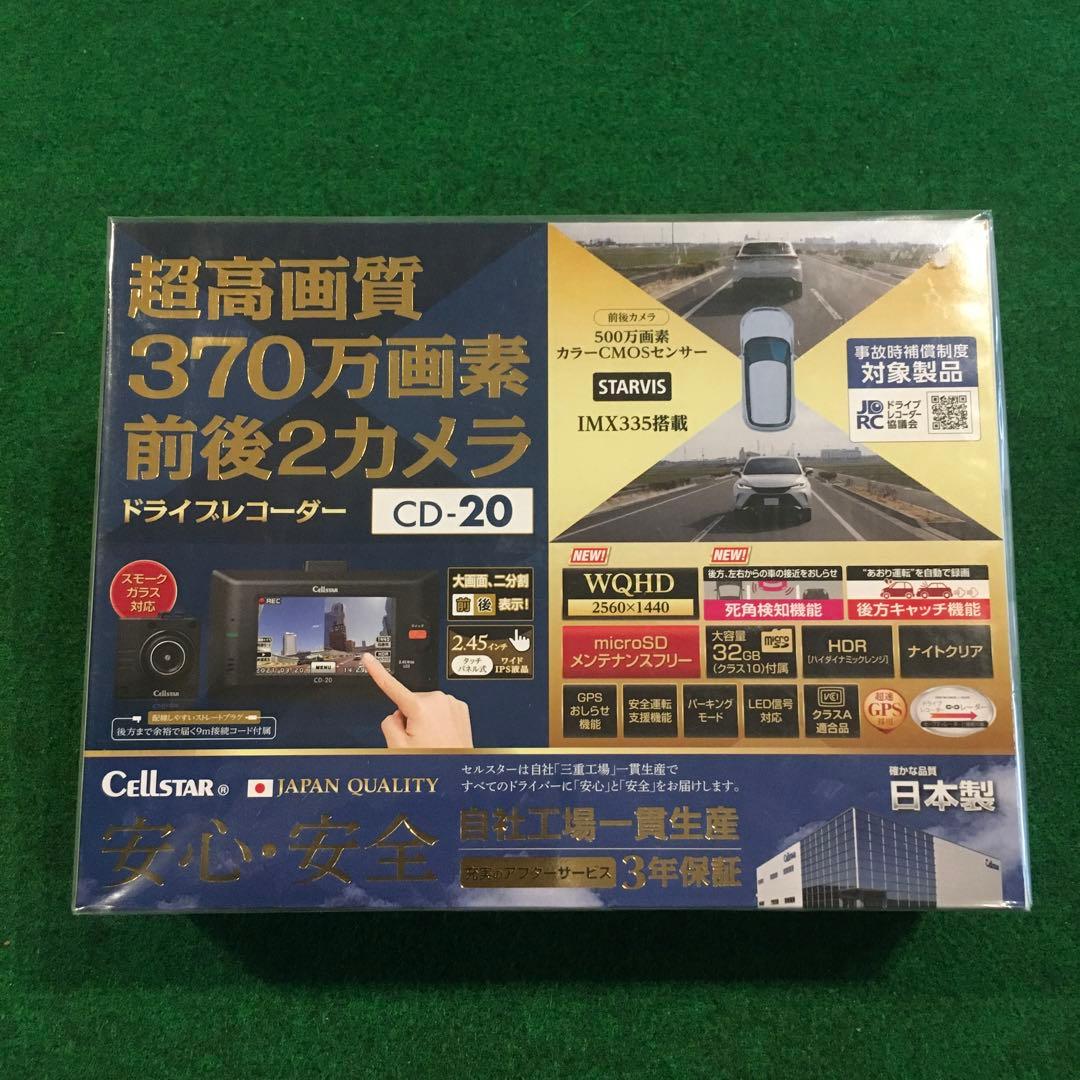 超高画質
370万画素
前後2カメラ
ドライブレコーダー
CD-20
前後カメラ
500万画素
カラーCMOSセンサー
STARVIS
IMX335搭載
事故時補償制度
対象製品
JDRC
ドライブ
レコーダー
協議会
スモーク
ガラス
対応
CELLSTAR
CELLSTAR
REC
MENU
CD-20
大画面、二分割
前 後 表示!
2.45インチ
タッチ
パネル式
ワイド
IPS液晶
配線しやすいストレートプラグ
後方まで余裕で届く9m接続コード付属
NEW!
WQHD
2560×1440
NEW!
後方、左右からの車の接近をおしらせ
死角検知機能
"あおり運転"を自動で録画
後方キャッチ機能
microSD
メンテナンスフリー
大容量
32GB
(クラス10)付属
microSD
HDR
[ハイダイナミックレンジ]
ナイトクリア
GPS
おしらせ
機能
安全運転
支援機能
パーキング
モード
LED信号
対応
VCCI
クラスA
適合品
超速
GPS
採用
CELLSTAR®
JAPAN QUALITY
セルスターは自社「三重工場」一貫生産で
すべてのドライバーに「安心」と「安全」をお届けします。
安心・安全
自社工場一貫生産
充実のアフターサービス
3年保証
確かな品質
日本製
CELLSTAR